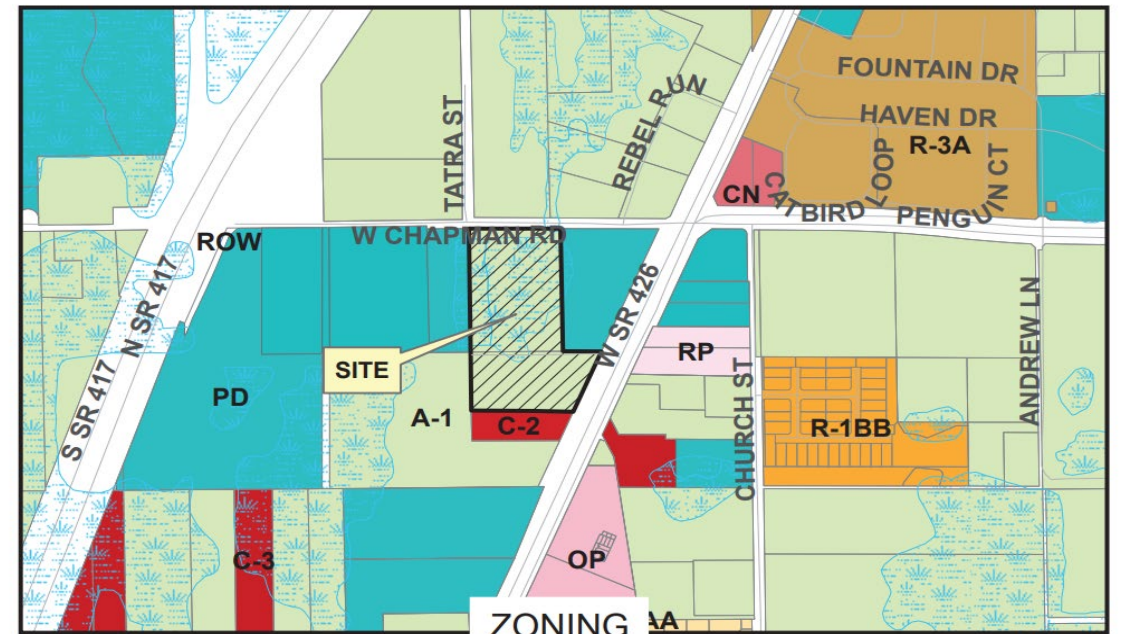 FOUNTAIN DR
HAVEN DR
R-3A
TATRA ST
REBEL RUN
CN
CATBIRD LOOP
PENGUIN CT
ROW
W CHAPMAN RD
N SR 417
S SR 417
W SR 426
SITE
RP
PD
A-1
C-2
CHURCH ST
R-1BB
ANDREW LN
C-3
OP
AA
ZONING